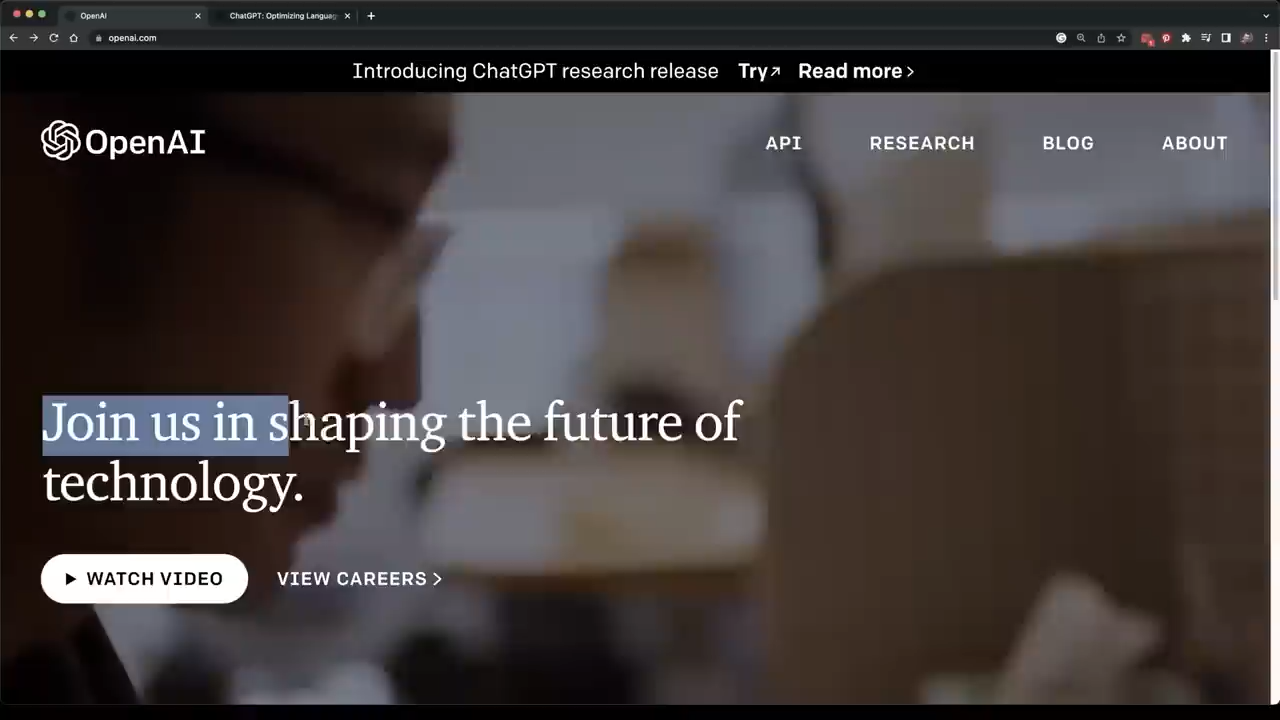 OpenAI
ChatGPT: Optimizing Languag
openai.com
Introducing ChatGPT research release Try↗ Read more >
OpenAI
API RESEARCH BLOG ABOUT
Join us in shaping the future of
technology.
WATCH VIDEO VIEW CAREERS >